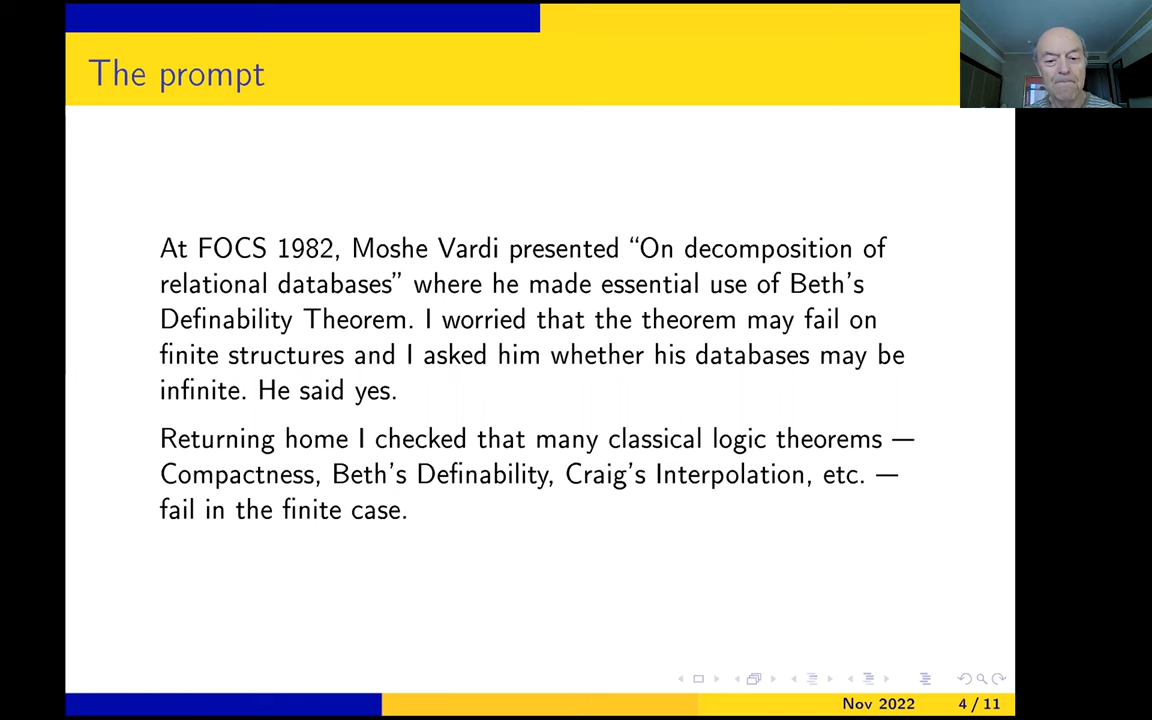 The prompt
At FOCS 1982, Moshe Vardi presented “On decomposition of
relational databases” where he made essential use of Beth’s
Definability Theorem. I worried that the theorem may fail on
finite structures and I asked him whether his databases may be
infinite. He said yes.
Returning home I checked that many classical logic theorems —
Compactness, Beth’s Definability, Craig’s Interpolation, etc. —
fail in the finite case.
Nov 2022 4 / 11